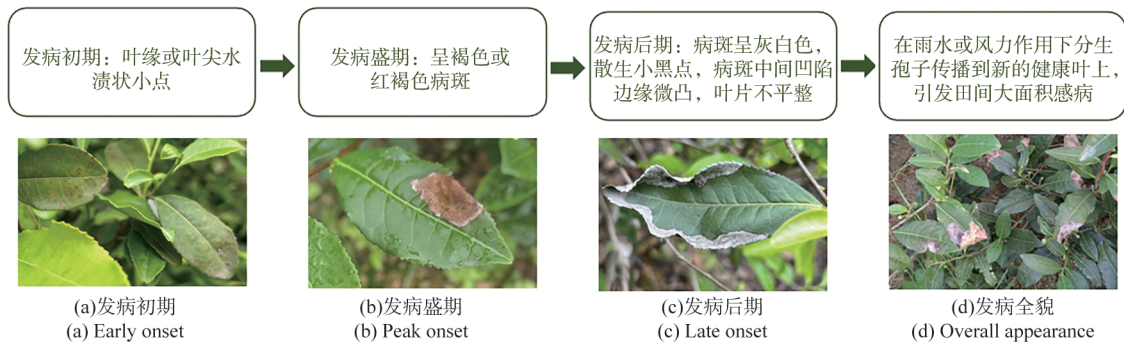 发病初期：叶缘或叶尖水
渍状小点
发病盛期：呈褐色或
红褐色病斑
发病后期：病斑呈灰白色，
散生小黑点，病斑中间凹陷
边缘微凸，叶片不平整
在雨水或风力作用下分生
孢子传播到新的健康叶上，
引发田间大面积感病
(a)发病初期
(a) Early onset
(b)发病盛期
(b) Peak onset
(c)发病后期
(c) Late onset
(d)发病全貌
(d) Overall appearance